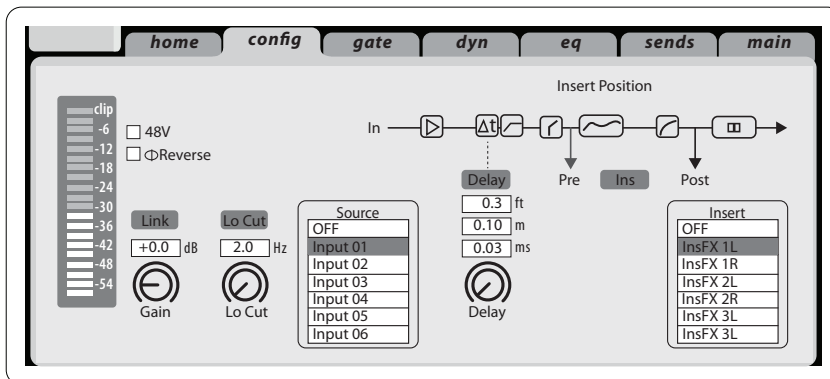 home config gate dyn eq sends main
Insert Position
clip
-6
-12
-18
-24
-30
-36
-42
-48
-54
48V
ΦReverse
In
Δt
Pre Ins Post
Link
+0.0 dB
Gain
Lo Cut
2.0 Hz
Lo Cut
Source
OFF
Input 01
Input 02
Input 03
Input 04
Input 05
Input 06
Delay
0.3 ft
0.10 m
0.03 ms
Delay
Insert
OFF
InsFX 1L
InsFX 1R
InsFX 2L
InsFX 2R
InsFX 3L
InsFX 3L